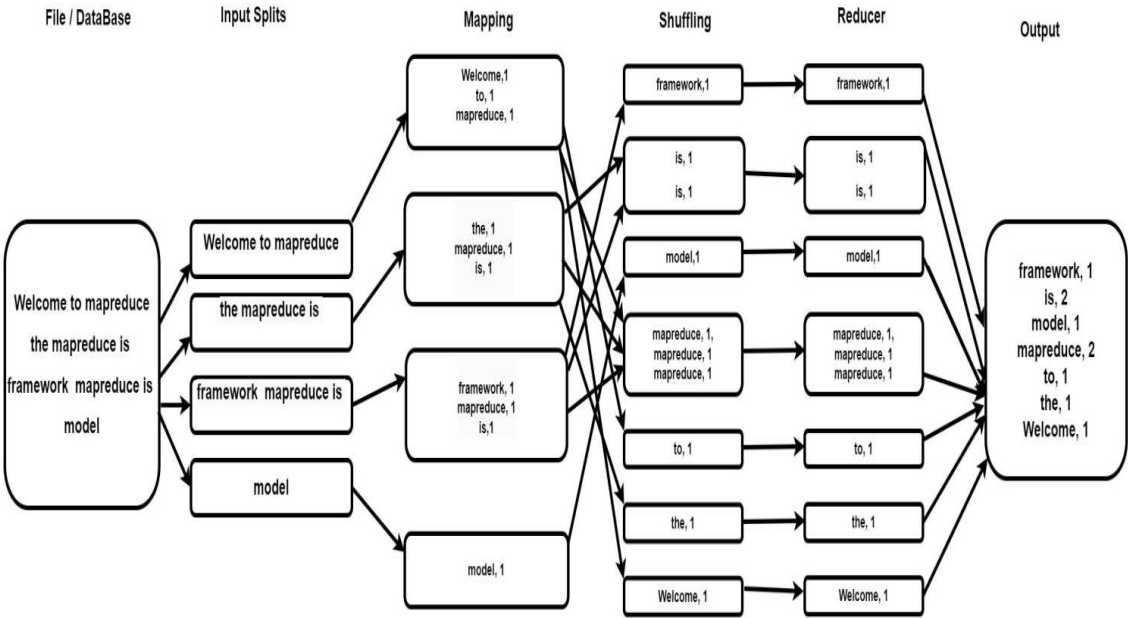 File / DataBase
Input Splits
Mapping
Shuffling
Reducer
Output
Welcome to mapreduce
the mapreduce is
framework mapreduce is
model
Welcome to mapreduce
the mapreduce is
framework mapreduce is
model
Welcome,1
to, 1
mapreduce, 1
the, 1
mapreduce, 1
is, 1
framework, 1
mapreduce, 1
is,1
model, 1
framework,1
is, 1
is, 1
model,1
mapreduce, 1,
mapreduce, 1
mapreduce, 1
to, 1
the, 1
Welcome, 1
framework,1
is, 1
is, 1
model,1
mapreduce, 1,
mapreduce, 1
mapreduce, 1
to, 1
the, 1
Welcome, 1
framework, 1
is, 2
model, 1
mapreduce, 2
to, 1
the, 1
Welcome, 1